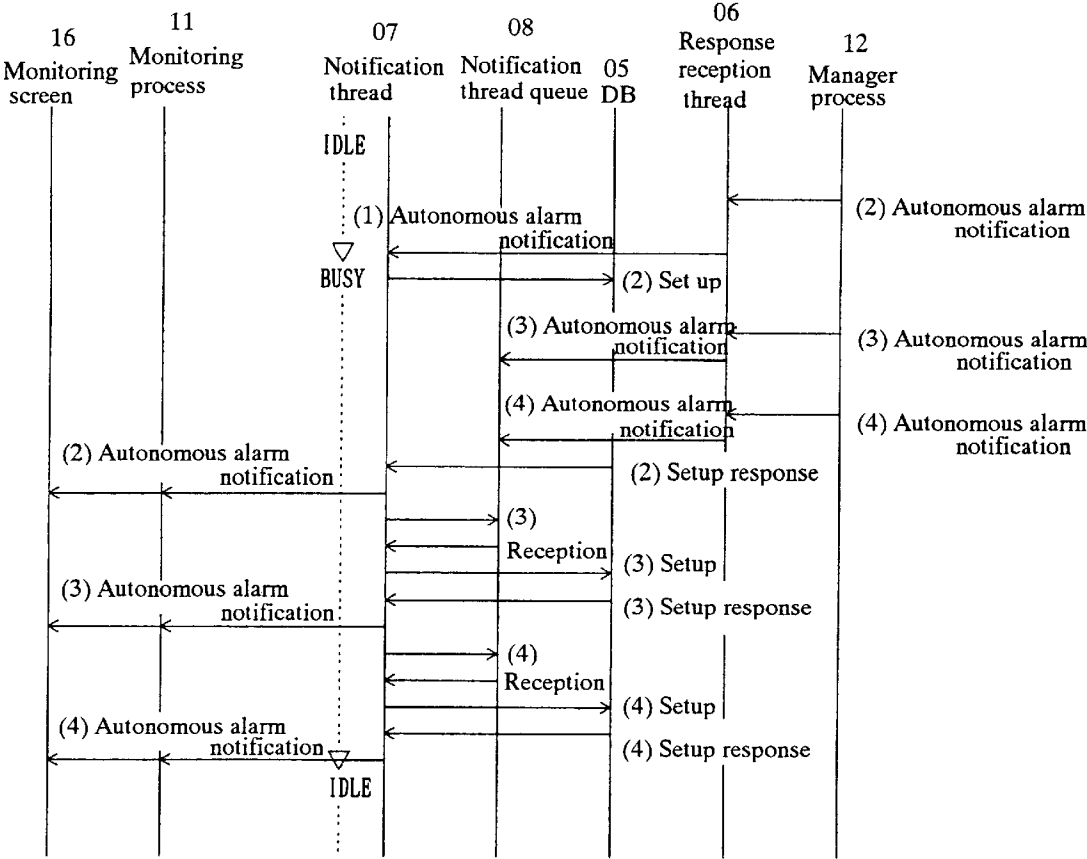 16
Monitoring
screen
11
Monitoring
process
07
Notification
thread
08
Notification
thread queue
05
DB
06
Response
reception
thread
12
Manager
process
IDLE
(2) Autonomous alarm
notification
(1) Autonomous alarm
notification
BUSY
(2) Set up
(3) Autonomous alarm
notification
(3) Autonomous alarm
notification
(4) Autonomous alarm
notification
(4) Autonomous alarm
notification
(2) Autonomous alarm
notification
(2) Setup response
(3)
Reception
(3) Setup
(3) Autonomous alarm
notification
(3) Setup response
(4)
Reception
(4) Setup
(4) Autonomous alarm
notification
(4) Setup response
IDLE